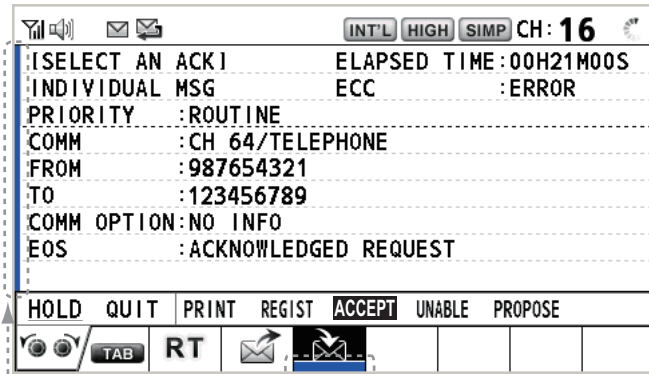 INT'L HIGH SIMP CH: 16
[SELECT AN ACK] ELAPSED TIME:00H21M00S
INDIVIDUAL MSG ECC :ERROR
PRIORITY :ROUTINE
COMM :CH 64/TELEPHONE
FROM :987654321
TO :123456789
COMM OPTION:NO INFO
EOS :ACKNOWLEDGED REQUEST
HOLD QUIT PRINT REGIST ACCEPT UNABLE PROPOSE
TAB RT